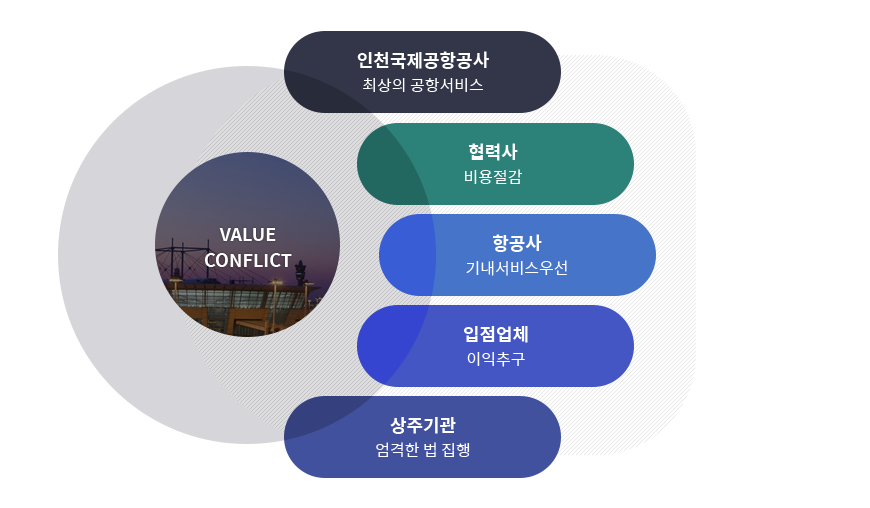 인천국제공항공사
최상의 공항서비스
협력사
비용절감
VALUE
CONFLICT
항공사
기내서비스우선
입점업체
이익추구
상주기관
엄격한 법 집행